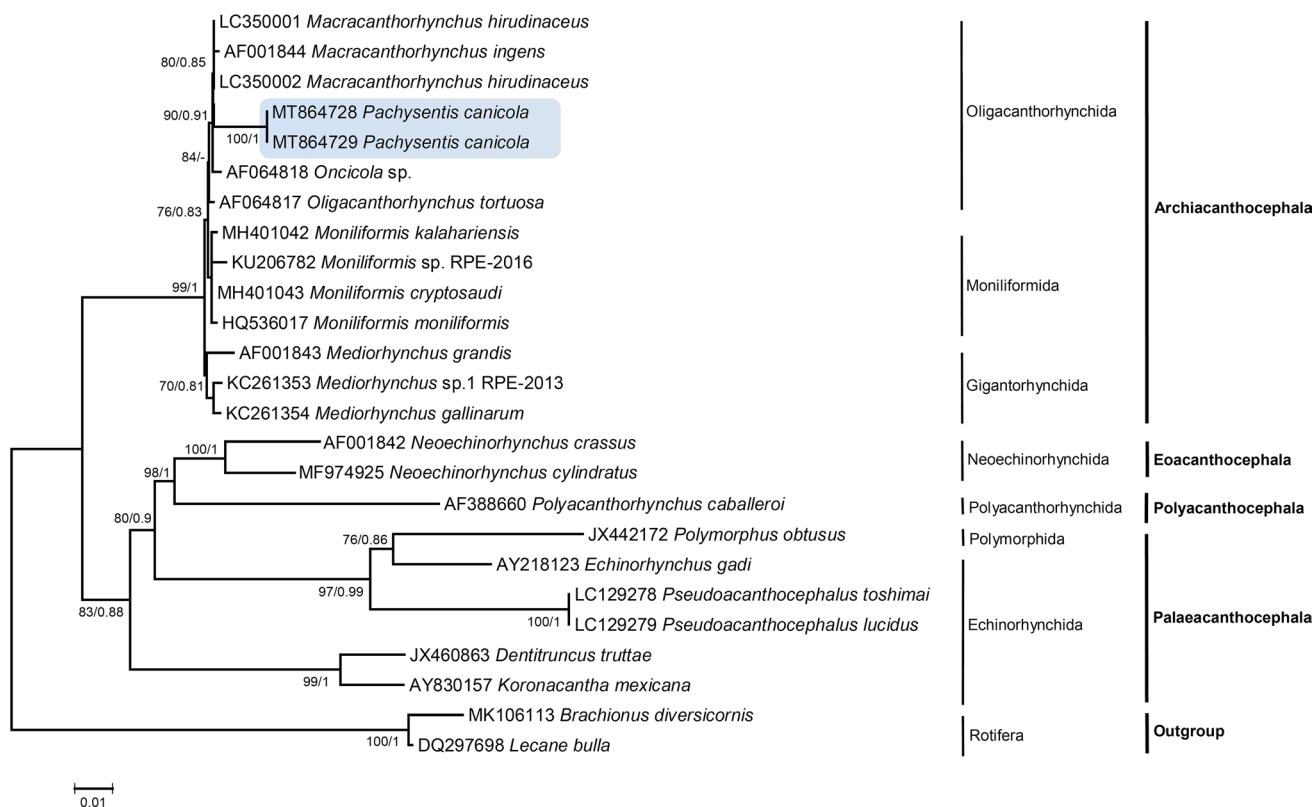 LC350001 Macracanthorhynchus hirudinaceus
AF001844 Macracanthorhynchus ingens
80/0.85
LC350002 Macracanthorhynchus hirudinaceus
90/0.91
MT864728 Pachysentis canicola
Oligacanthorhynchida
100/1
MT864729 Pachysentis canicola
84/-
AF064818 Oncicola sp.
AF064817 Oligacanthorhynchus tortuosa
76/0.83
Archiacanthocephala
MH401042 Moniliformis kalahariensis
KU206782 Moniliformis sp. RPE-2016
Moniliformida
99/1
MH401043 Moniliformis cryptosaudi
HQ536017 Moniliformis moniliformis
AF001843 Mediorhynchus grandis
70/0.81
KC261353 Mediorhynchus sp.1 RPE-2013
Gigantorhynchida
KC261354 Mediorhynchus gallinarum
AF001842 Neoechinorhynchus crassus
100/1
Neoechinorhynchida
Eoacanthocephala
98/1
MF974925 Neoechinorhynchus cylindratus
AF388660 Polyacanthorhynchus caballeroi
Polyacanthorhynchida
Polyacanthocephala
80/0.9
JX442172 Polymorphus obtusus
Polymorphida
76/0.86
AY218123 Echinorhynchus gadi
97/0.99
LC129278 Pseudoacanthocephalus toshimai
83/0.88
100/1
LC129279 Pseudoacanthocephalus lucidus
Echinorhynchida
Palaeacanthocephala
JX460863 Dentitruncus truttae
99/1
AY830157 Koronacantha mexicana
MK106113 Brachionus diversicornis
100/1
Rotifera
Outgroup
DQ297698 Lecane bulla
0.01